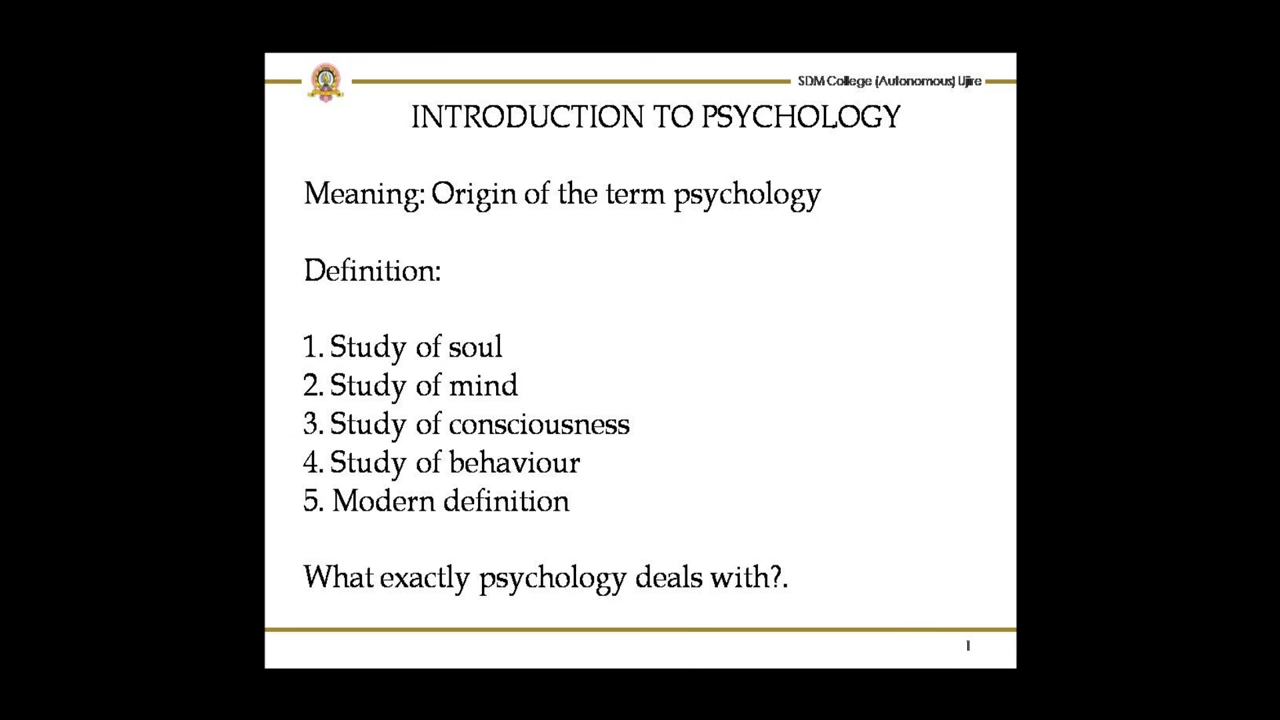 SDM College (Autonomous) Ujire
INTRODUCTION TO PSYCHOLOGY
Meaning: Origin of the term psychology
Definition:
1. Study of soul
2. Study of mind
3. Study of consciousness
4. Study of behaviour
5. Modern definition
What exactly psychology deals with?.
1